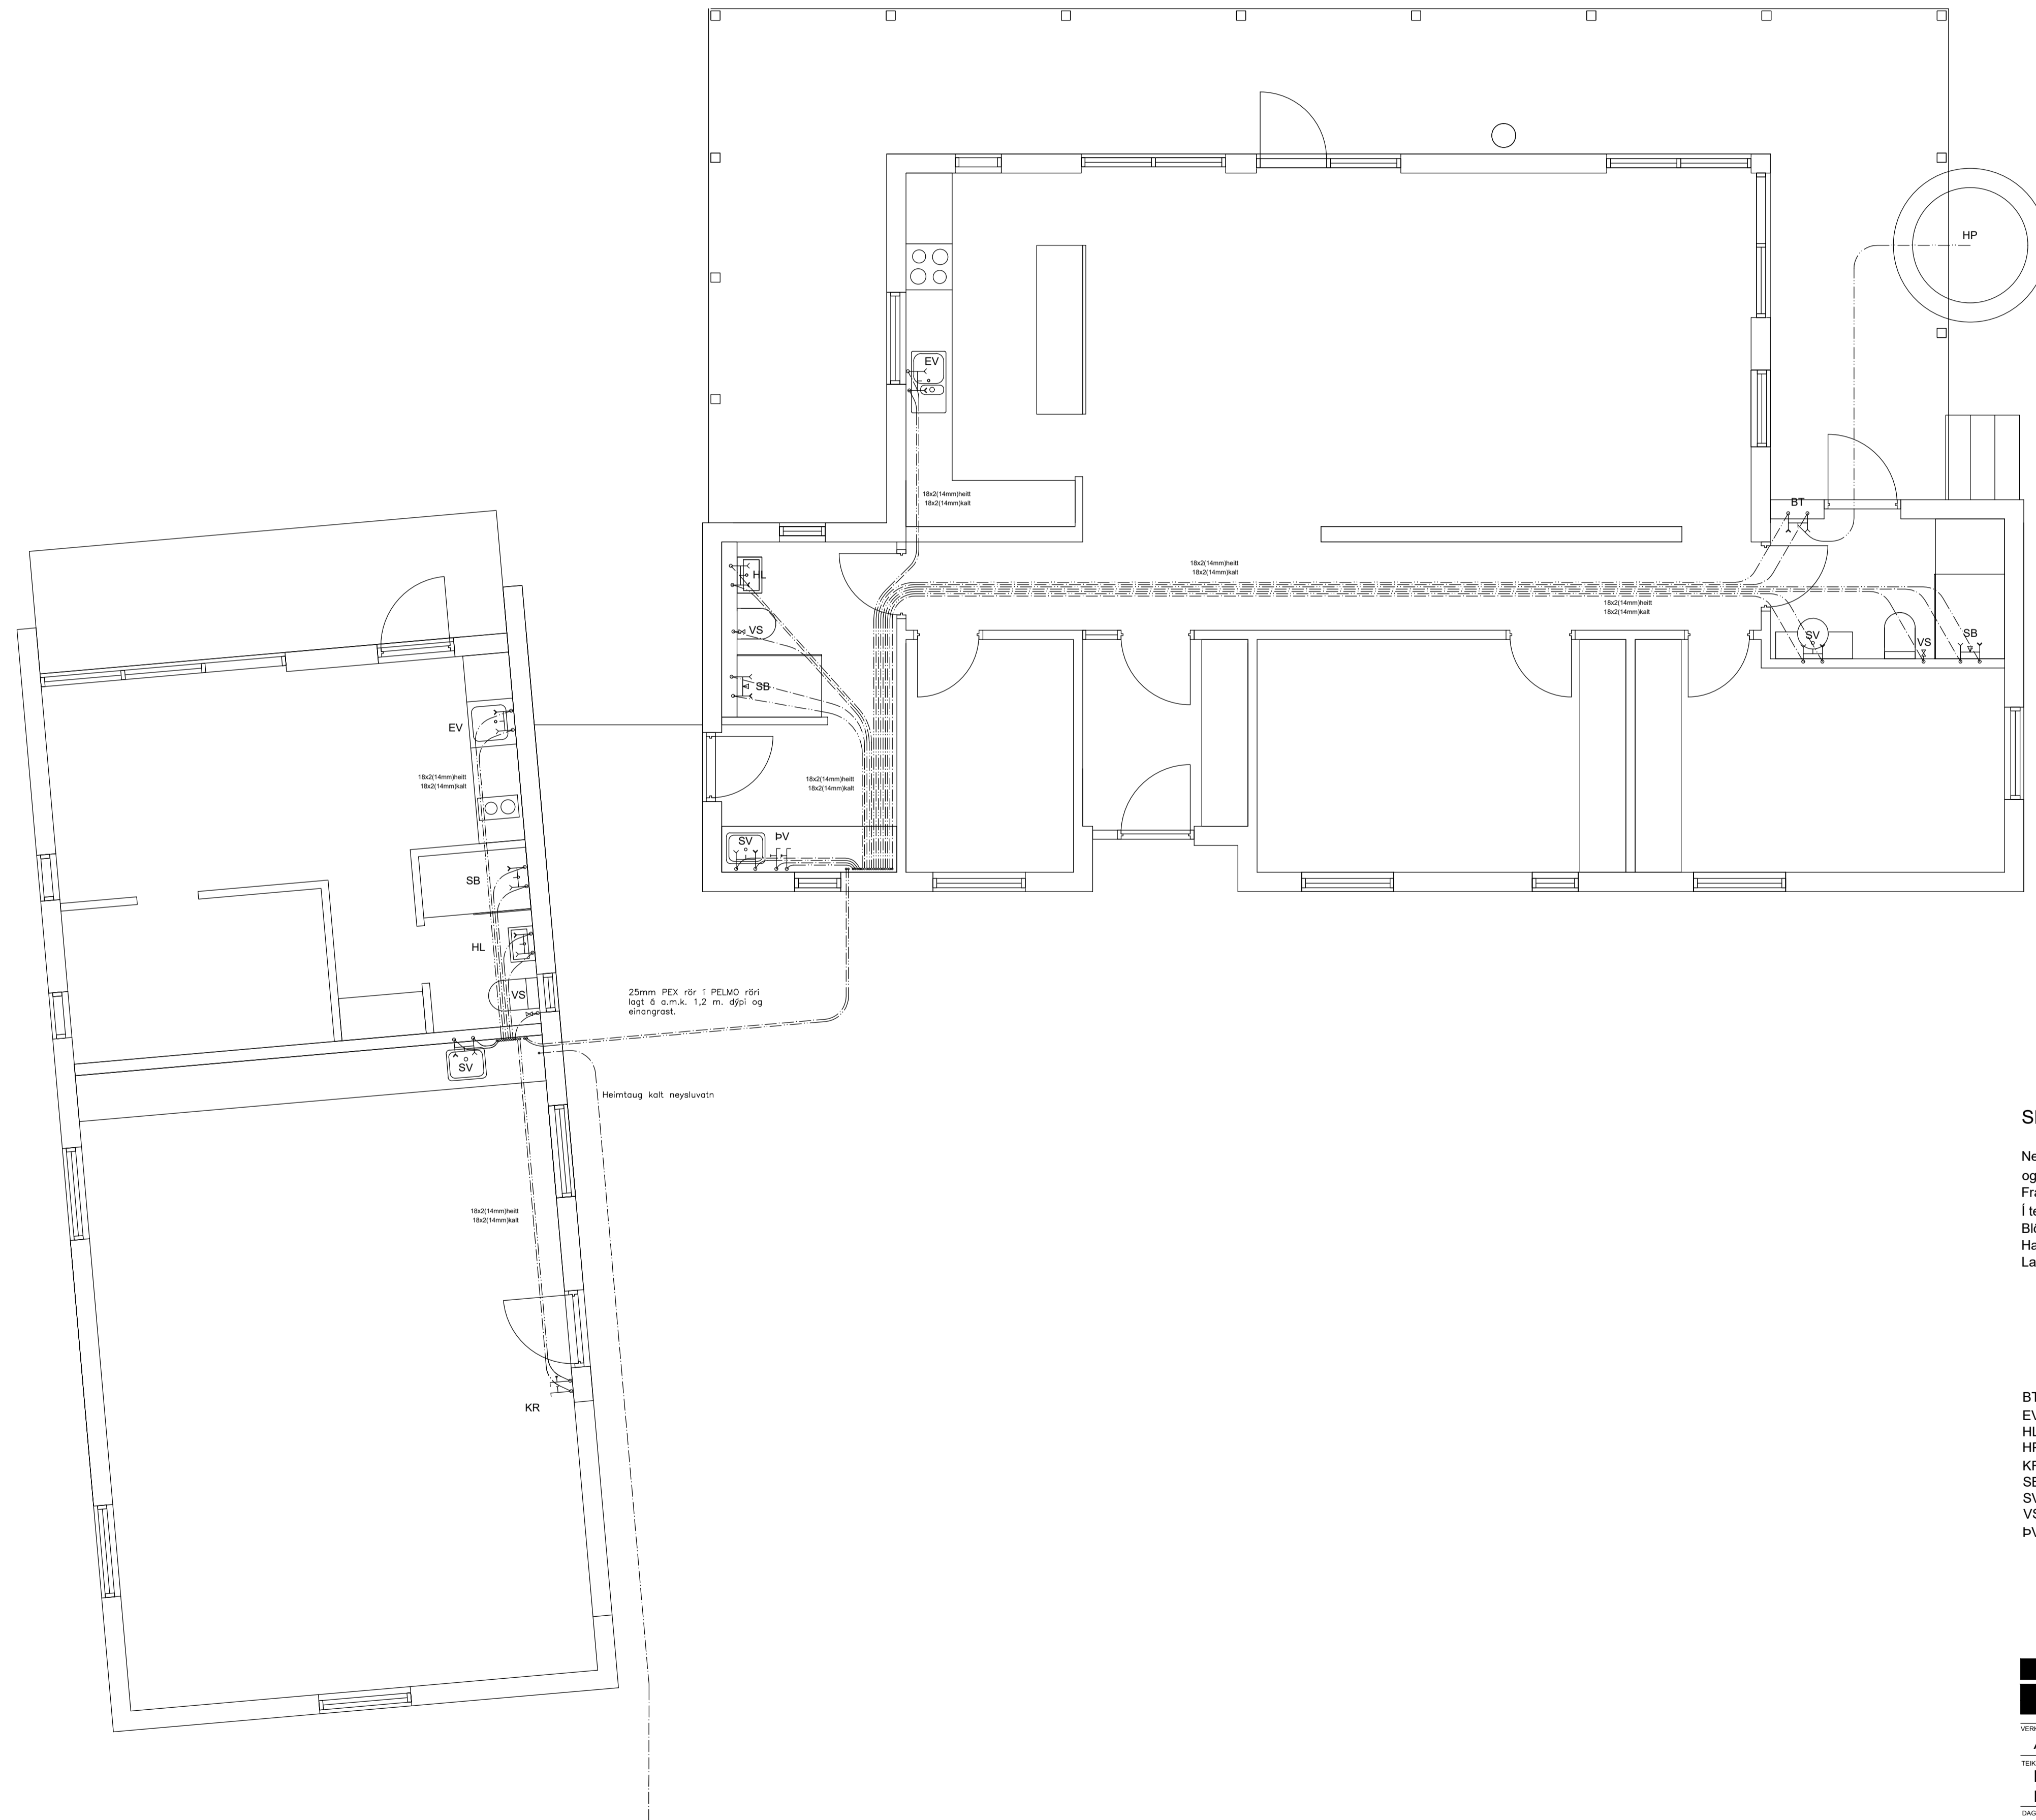 HP
EV
18x2(14mm)heitt
18x2(14mm)kalt
BT
HL
18x2(14mm)heitt
18x2(14mm)kalt
18x2(14mm)heitt
18x2(14mm)kalt
VS
SV
VS
SB
SB
EV
18x2(14mm)heitt
18x2(14mm)kalt
18x2(14mm)heitt
18x2(14mm)kalt
SV
ÞV
SB
HL
VS
25mm PEX rör í PELMO röri
lagt á a.m.k. 1,2 m. dýpi og
einangrast.
SV
Heimtaug kalt neysluvatn
18x2(14mm)heitt
18x2(14mm)kalt
KR
og
Í
BT
ÞV